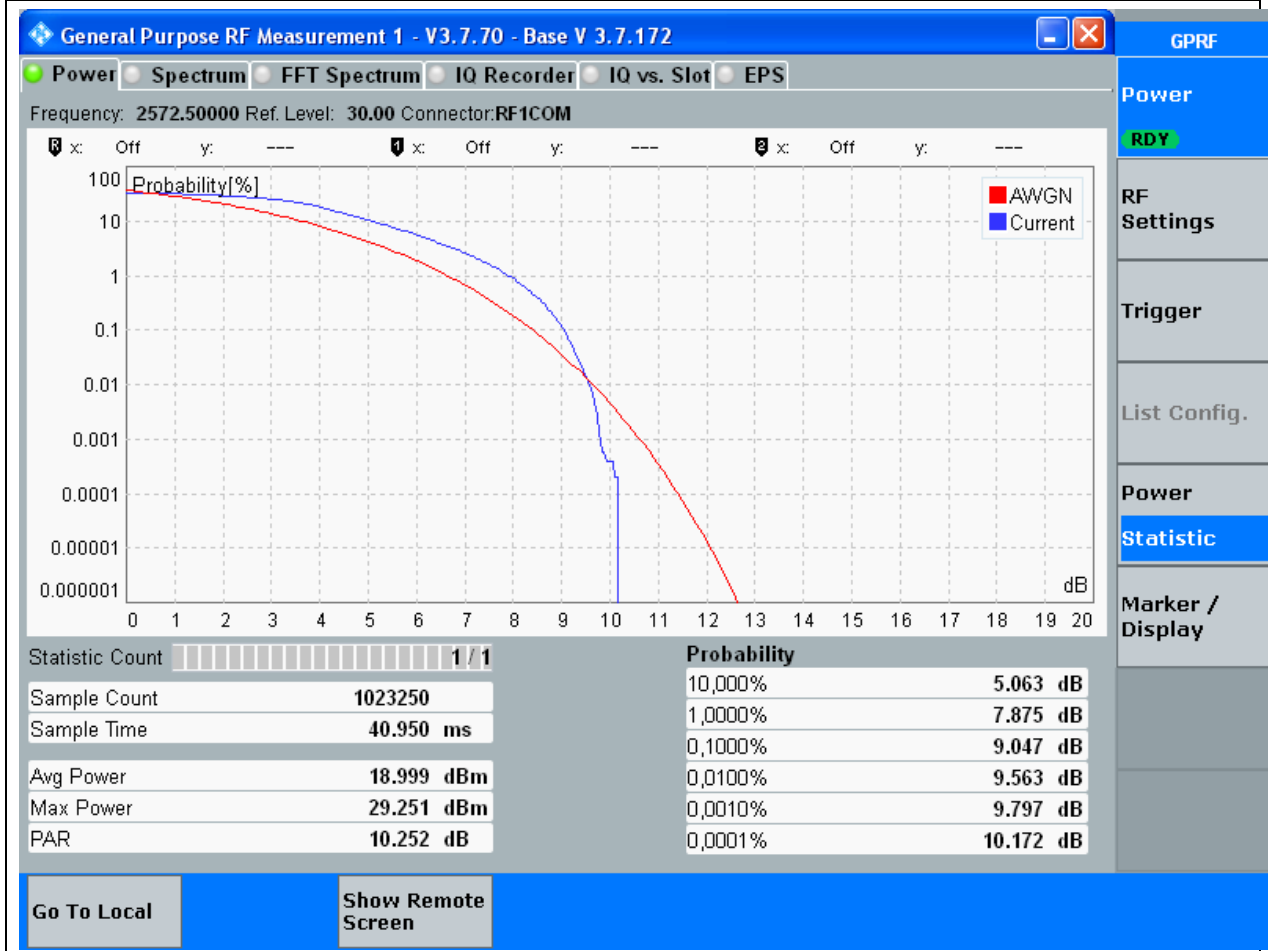 General Purpose RF Measurement 1 - V3.7.70 - Base V 3.7.172
GPRF
Power Spectrum FFT Spectrum IQ Recorder IQ vs. Slot EPS
Frequency: 2572.50000 Ref. Level: 30.00 Connector:RF1COM
R x: Off y: --- 1 x: Off y: --- 2 x: Off y: ---
Probability[%]
100
10
1
0.1
0.01
0.001
0.0001
0.00001
0.000001
AWGN
Current
dB
0 1 2 3 4 5 6 7 8 9 10 11 12 13 14 15 16 17 18 19 20
Statistic Count 1 / 1
Sample Count 1023250
Sample Time 40.950 ms
Avg Power 18.999 dBm
Max Power 29.251 dBm
PAR 10.252 dB
Probability
10,000% 5.063 dB
1,0000% 7.875 dB
0,1000% 9.047 dB
0,0100% 9.563 dB
0,0010% 9.797 dB
0,0001% 10.172 dB
Power
RDY
RF
Settings
Trigger
List Config.
Power
Statistic
Marker /
Display
Go To Local
Show Remote
Screen